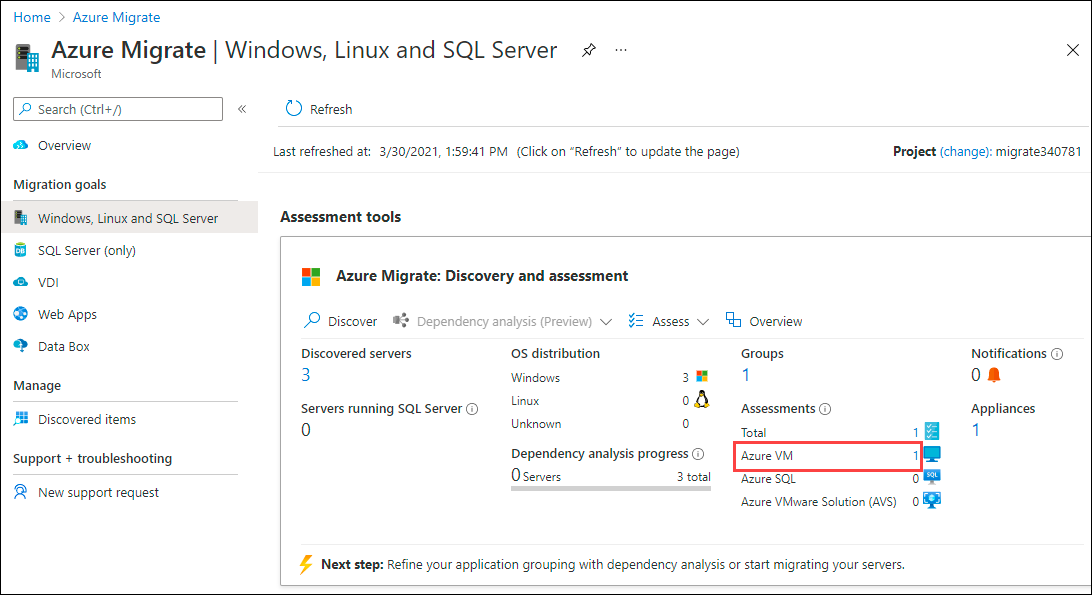 Home > Azure Migrate
Azure Migrate | Windows, Linux and SQL Server ...
Microsoft
Search (Ctrl+/) «
Overview
Migration goals
Windows, Linux and SQL Server
SQL Server (only)
VDI
Web Apps
Data Box
Manage
Discovered items
Support + troubleshooting
New support request
Refresh
Last refreshed at: 3/30/2021, 1:59:41 PM (Click on “Refresh” to update the page) Project (change): migrate340781
Assessment tools
Azure Migrate: Discovery and assessment
Discover Dependency analysis (Preview) Assess Overview
Discovered servers
3
Servers running SQL Server
0
OS distribution
Windows 3
Linux 0
Unknown 0
Dependency analysis progress
0 Servers 3 total
Groups
1
Assessments
Total 1
Azure VM 1
Azure SQL 0 SQL
Azure VMware Solution (AVS) 0
Notifications
0
Appliances
1
Next step: Refine your application grouping with dependency analysis or start migrating your servers.